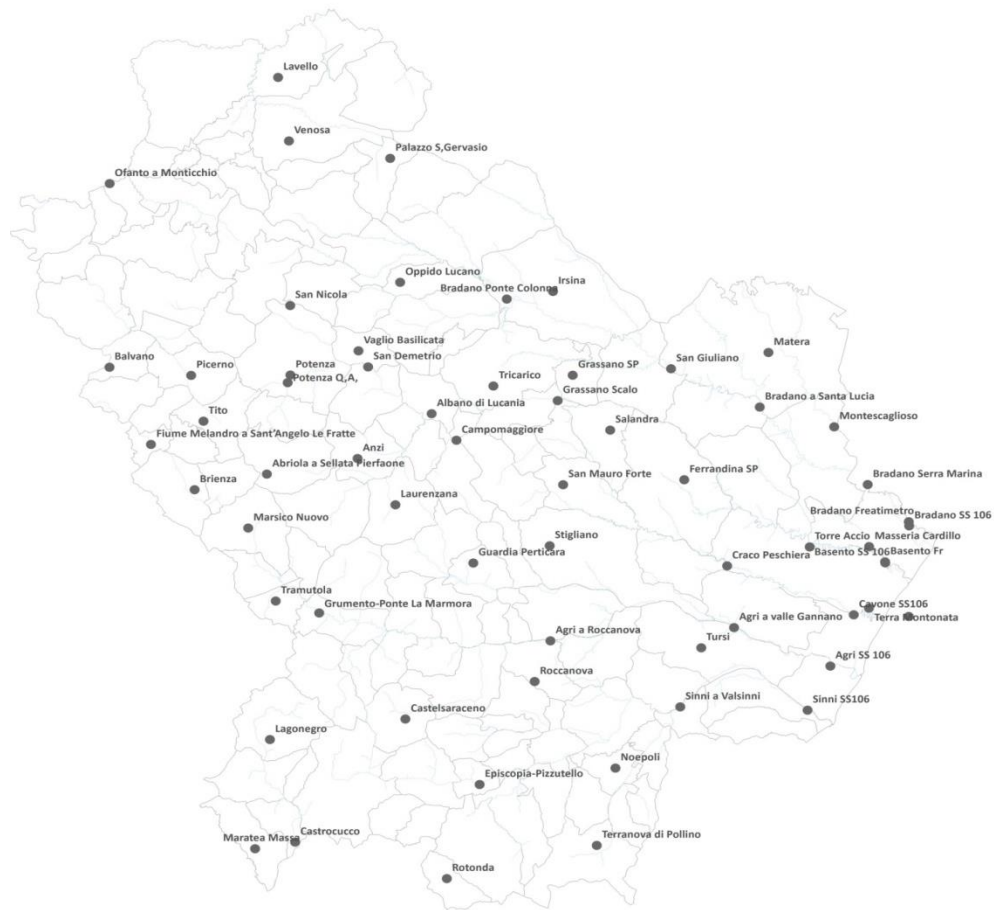 Lavello
Venosa
Palazzo S,Gervasio
Ofanto a Monticchio
Oppido Lucano
Bradano Ponte Colonna
Irsina
San Nicola
Matera
Vaglio Basilicata
San Demetrio
Balvano
Picerno
Potenza
Potenza Q,A,
Grassano SP
San Giuliano
Tricarico
Grassano Scalo
Bradano a Santa Lucia
Tito
Albano di Lucania
Salandra
Montescaglioso
Fiume Melandro a Sant'Angelo Le Fratte
Campomaggiore
Anzi
Abriola a Sellata Pierfaone
Brienza
San Mauro Forte
Ferrandina SP
Bradano Serra Marina
Laurenzana
Bradano Freatimetro
Bradano SS 106
Marsico Nuovo
Stigliano
Torre Accio
Masseria Cardillo
Guardia Perticara
Craco Peschiera
Basento SS 106
Basento Fr
Tramutola
Grumento-Ponte La Marmora
Cavone SS106
Agri a valle Gannano
Terra Montonata
Agri a Roccanova
Tursi
Agri SS 106
Roccanova
Sinni a Valsinni
Sinni SS106
Castelsaraceno
Lagonegro
Noepoli
Episcopia-Pizzutello
Maratea Massa
Castrocucco
Terranova di Pollino
Rotonda